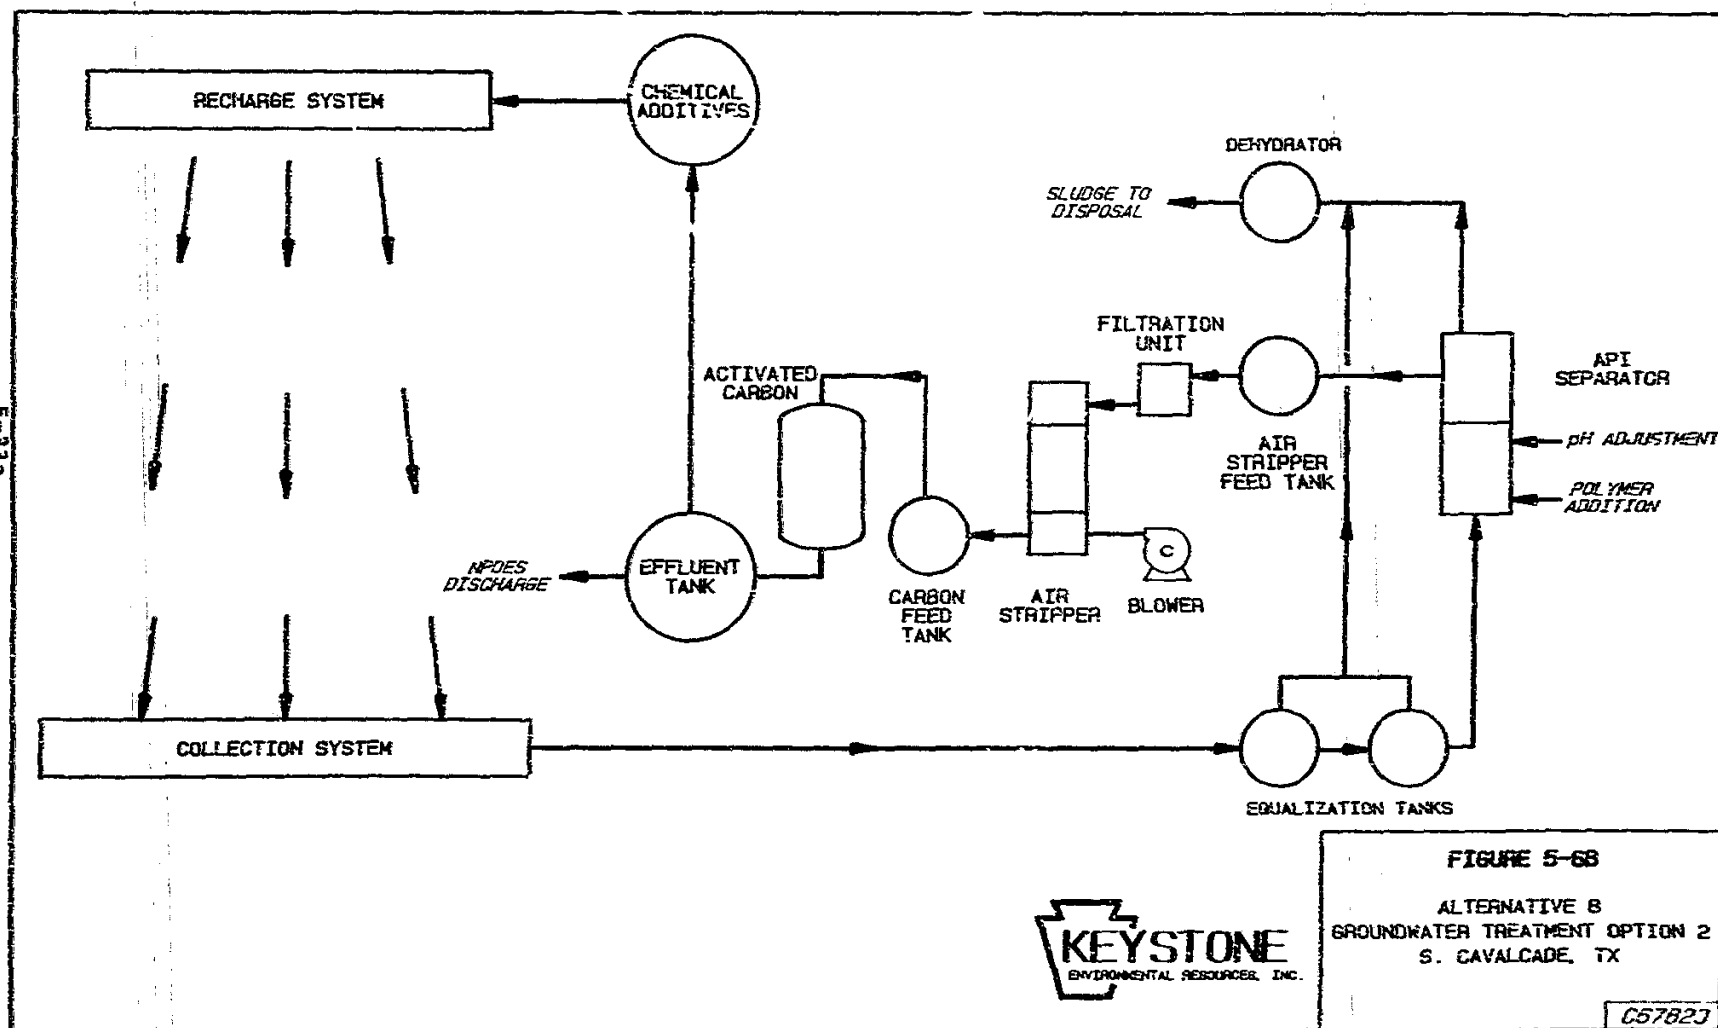 RECHARGE SYSTEM
CHEMICAL
ADDITIVES
DEHYDRATOR
SLUDGE TO
DISPOSAL
FILTRATION
UNIT
ACTIVATED
CARBON
API
SEPARATOR
pH ADJUSTMENT
AIR
STRIPPER
FEED TANK
POLYMER
ADDITION
NPDES
DISCHARGE
EFFLUENT
TANK
CARBON
FEED
TANK
AIR
STRIPPER
C
BLOWER
COLLECTION SYSTEM
EQUALIZATION TANKS
FIGURE 5-6B
ALTERNATIVE 8
GROUNDWATER TREATMENT OPTION 2
S. CAVALCADE, TX
KEYSTONE
ENVIRONMENTAL RESOURCES, INC.
C5782J